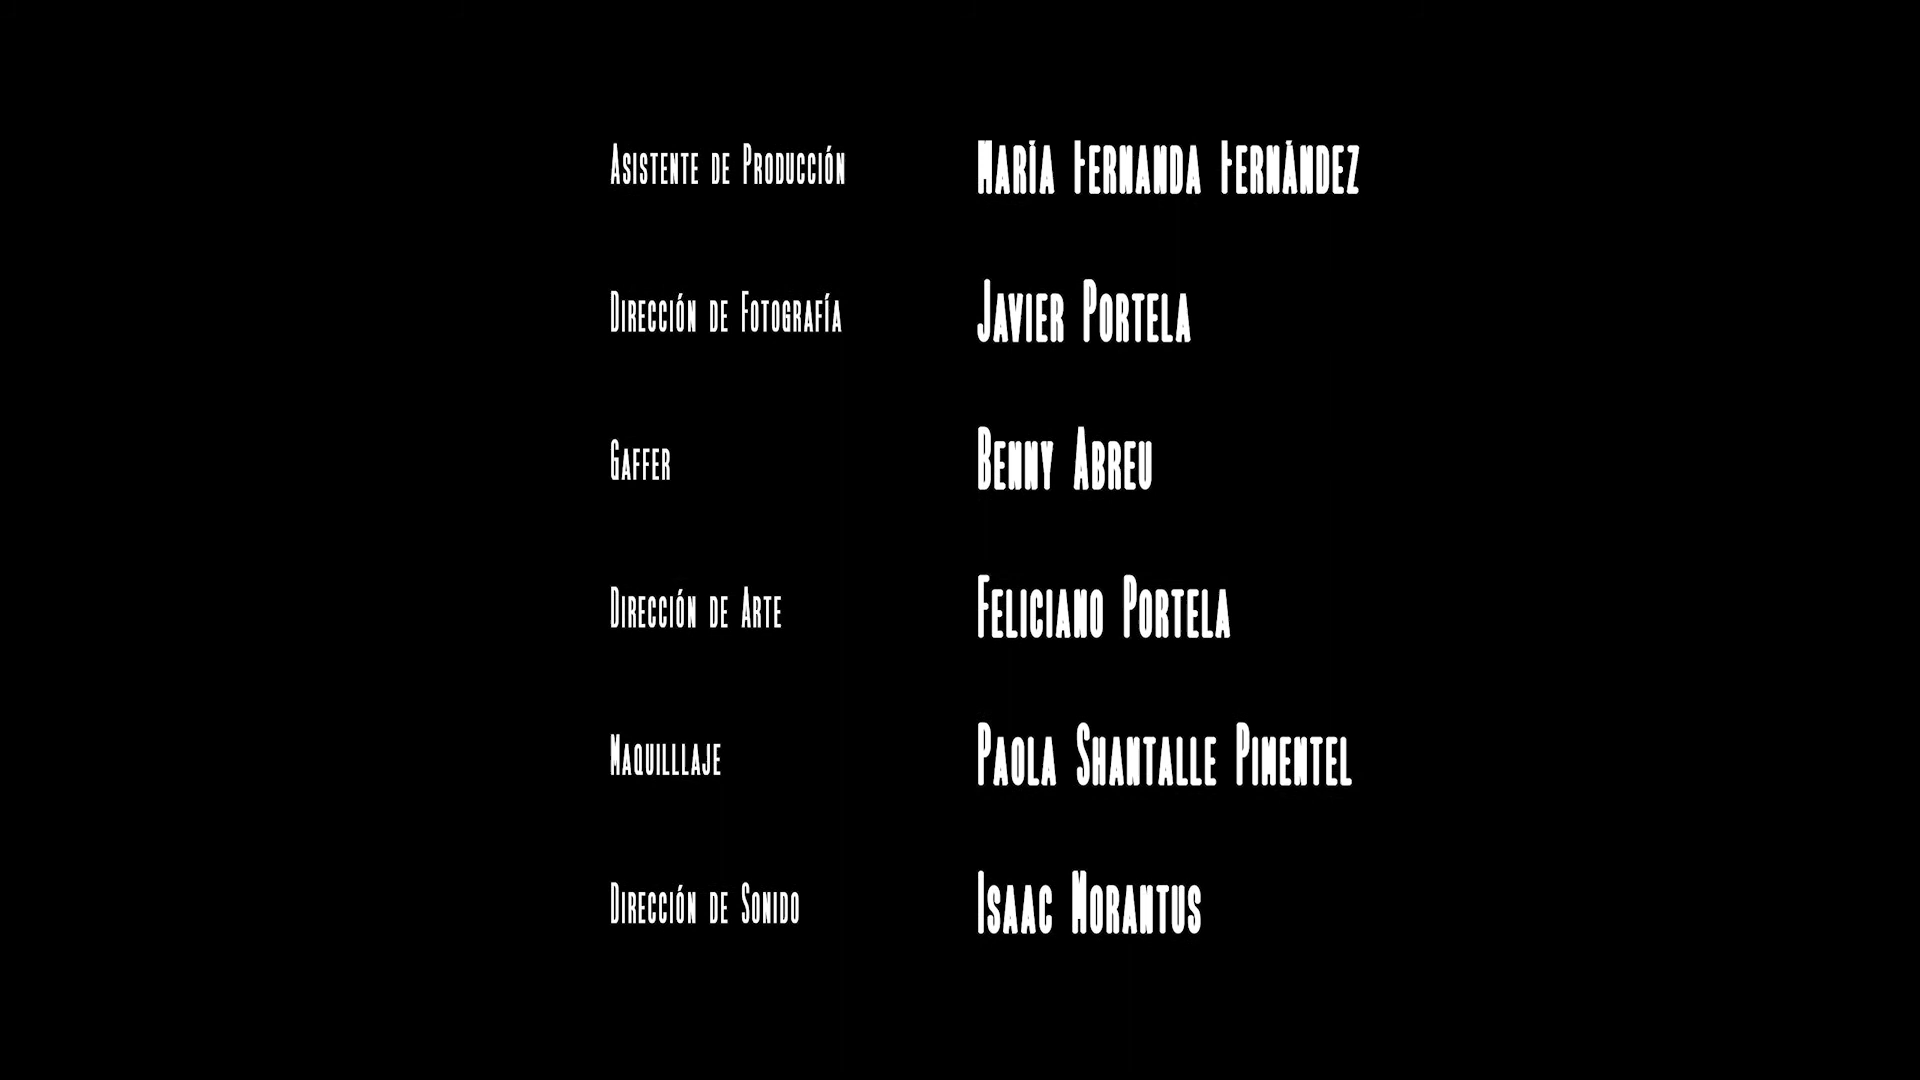 Asistente de Producción María Fernanda Fernández
Dirección de Fotografía Javier Portela
Gaffer Benny Abreu
Dirección de Arte Feliciano Portela
Maquilllaje Paola Shantalle Pimentel
Dirección de Sonido Isaac Morantus